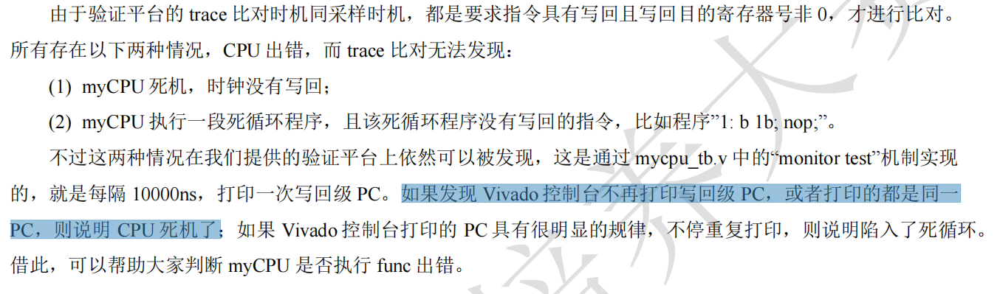 由于验证平台的 trace 比对时机同采样时机，都是要求指令具有写回且写回目的寄存器号非 0，才进行比对。
所有存在以下两种情况，CPU 出错，而 trace 比对无法发现：
(1) myCPU 死机，时钟没有写回；
(2) myCPU 执行一段死循环程序，且该死循环程序没有写回的指令，比如程序”1: b 1b; nop;”。
不过这两种情况在我们提供的验证平台上依然可以被发现，这是通过 mycpu_tb.v 中的“monitor test”机制实现
的，就是每隔 10000ns，打印一次写回级 PC。如果发现 Vivado 控制台不再打印写回级 PC，或者打印的都是同一
PC，则说明 CPU 死机了；如果 Vivado 控制台打印的 PC 具有很明显的规律，不停重复打印，则说明陷入了死循环。
借此，可以帮助大家判断 myCPU 是否执行 func 出错。
培养大